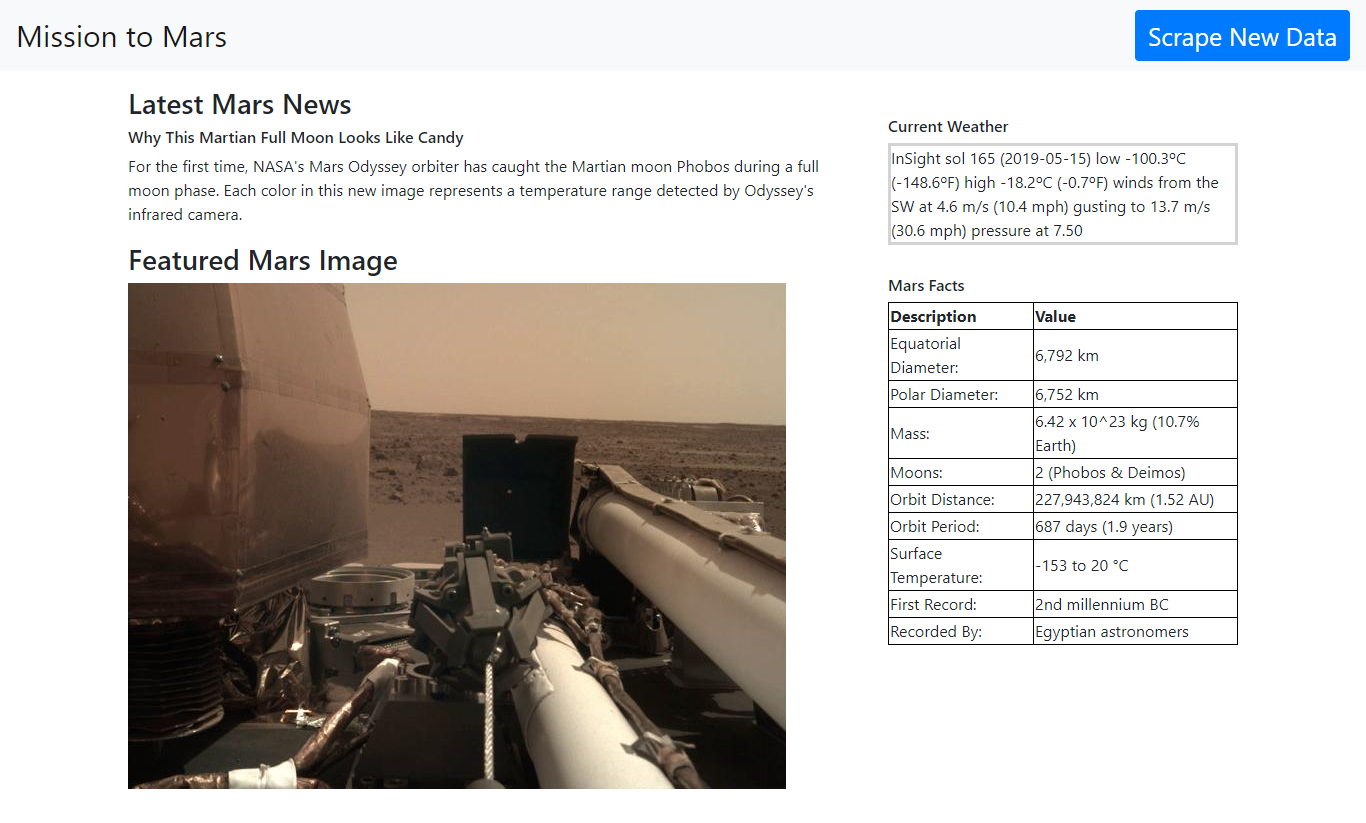 Mission to Mars
Scrape New Data
Latest Mars News
Why This Martian Full Moon Looks Like Candy
For the first time, NASA's Mars Odyssey orbiter has caught the Martian moon Phobos during a full
moon phase. Each color in this new image represents a temperature range detected by Odyssey's
infrared camera.
Featured Mars Image
Current Weather
InSight sol 165 (2019-05-15) low -100.3ºC
(-148.6ºF) high -18.2ºC (-0.7ºF) winds from the
SW at 4.6 m/s (10.4 mph) gusting to 13.7 m/s
(30.6 mph) pressure at 7.50
Mars Facts
Description Value
Equatorial
Diameter: 6,792 km
Polar Diameter: 6,752 km
Mass: 6.42 x 10^23 kg (10.7%
Earth)
Moons: 2 (Phobos & Deimos)
Orbit Distance: 227,943,824 km (1.52 AU)
Orbit Period: 687 days (1.9 years)
Surface
Temperature: -153 to 20 °C
First Record: 2nd millennium BC
Recorded By: Egyptian astronomers